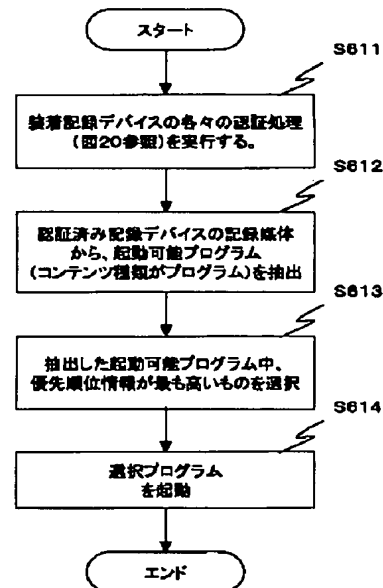 スタート
S611
装着記録デバイスの各々の認証処理
(図20参照)を実行する。
S612
認証済み記録デバイスの記録媒体
から、起動可能プログラム
(コンテンツ種類がプログラム)を抽出
S613
抽出した起動可能プログラム中、
優先順位情報が最も高いものを選択
S614
選択プログラム
を起動
エンド